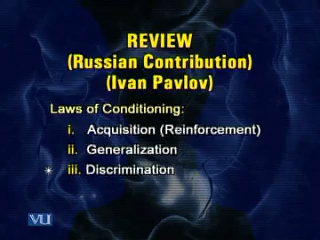 REVIEW
(Russian Contribution)
(Ivan Pavlov)
Laws of Conditioning:
i. Acquisition (Reinforcement)
ii. Generalization
iii. Discrimination
VU